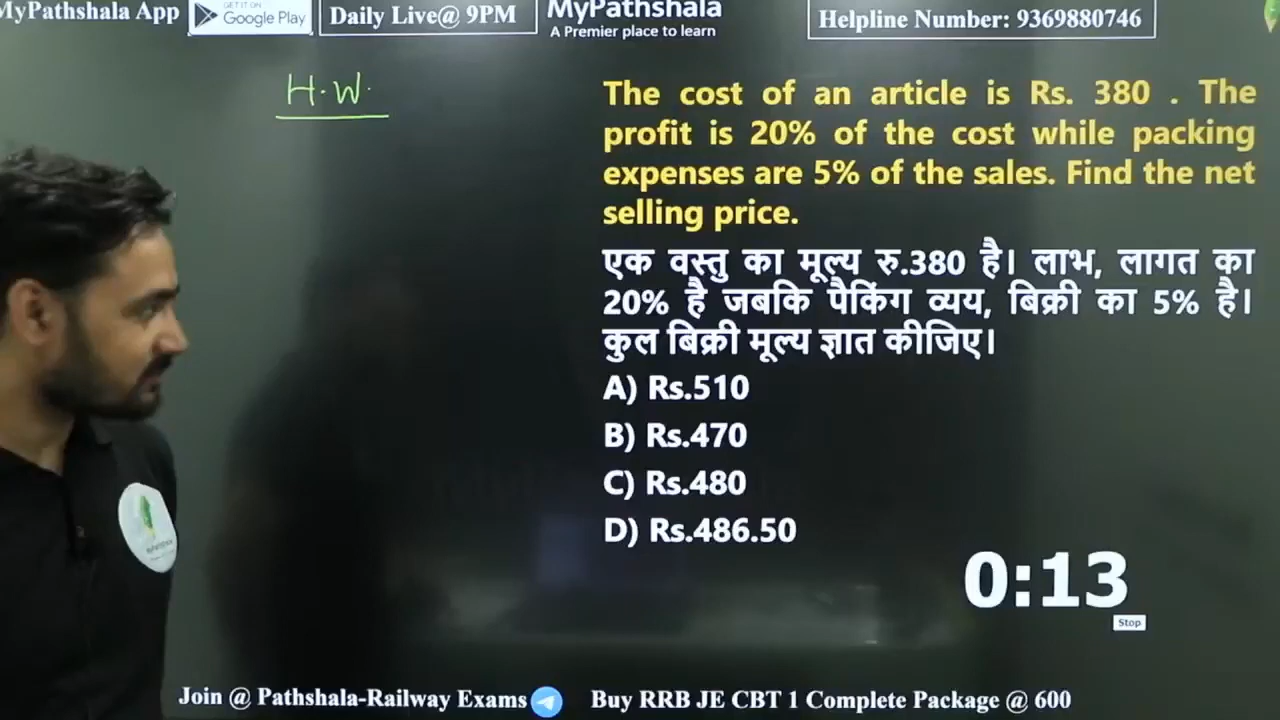 MyPathshala App
GET IT ON
Google Play
Daily Live@ 9PM
MyPathshala
A Premier place to learn
Helpline Number: 9369880746
H.W.
The cost of an article is Rs. 380 . The
profit is 20% of the cost while packing
expenses are 5% of the sales. Find the net
selling price.
एक वस्तु का मूल्य रु.380 है। लाभ, लागत का
20% है जबकि पैकिंग व्यय, बिक्री का 5% है।
कुल बिक्री मूल्य ज्ञात कीजिए।
A) Rs.510
B) Rs.470
C) Rs.480
D) Rs.486.50
0:13
Stop
Join @ Pathshala-Railway Exams
Buy RRB JE CBT 1 Complete Package @ 600